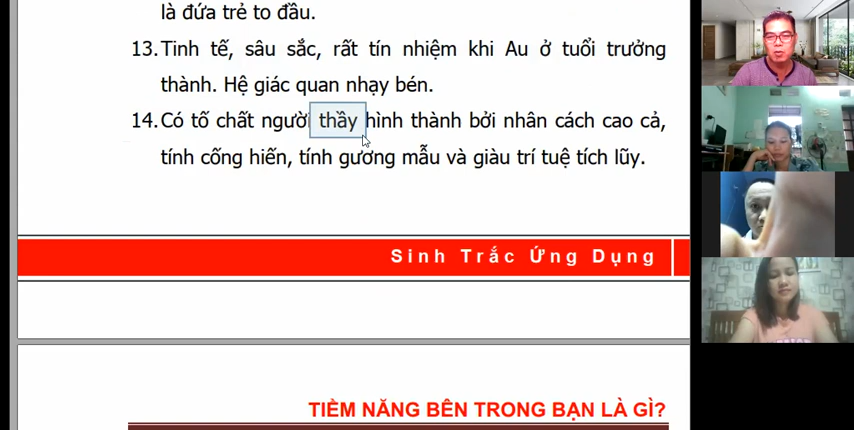 là đứa trẻ to đầu.
13. Tinh tế, sâu sắc, rất tín nhiệm khi Au ở tuổi trưởng
thành. Hệ giác quan nhạy bén.
14. Có tố chất người thầy hình thành bởi nhân cách cao cả,
tính cống hiến, tính gương mẫu và giàu trí tuệ tích lũy.
Sinh Trắc Ứng Dụng
TIỀM NĂNG BÊN TRONG BẠN LÀ GÌ?